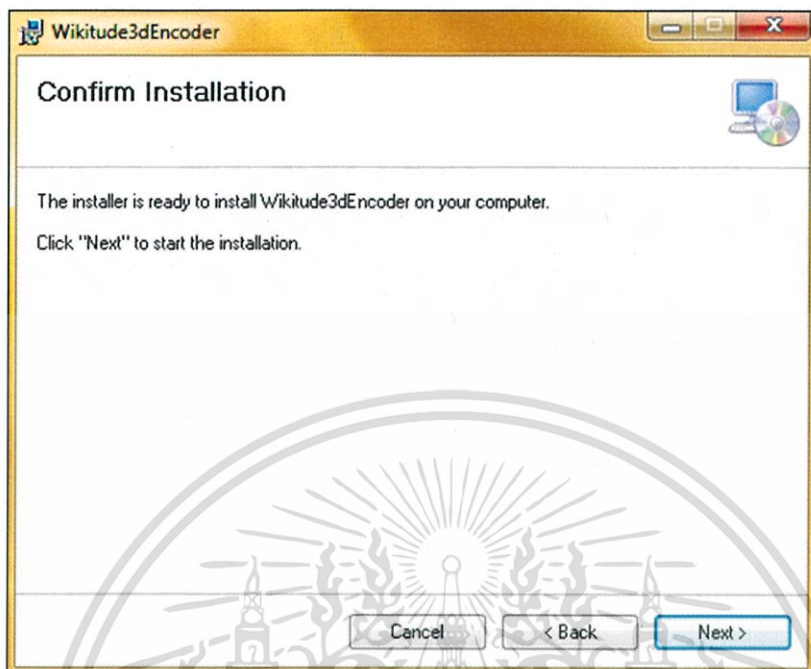 Wikitude3dEncoder
Confirm Installation
The installer is ready to install Wikitude3dEncoder on your computer.
Click "Next" to start the installation.
Cancel
< Back
Next >